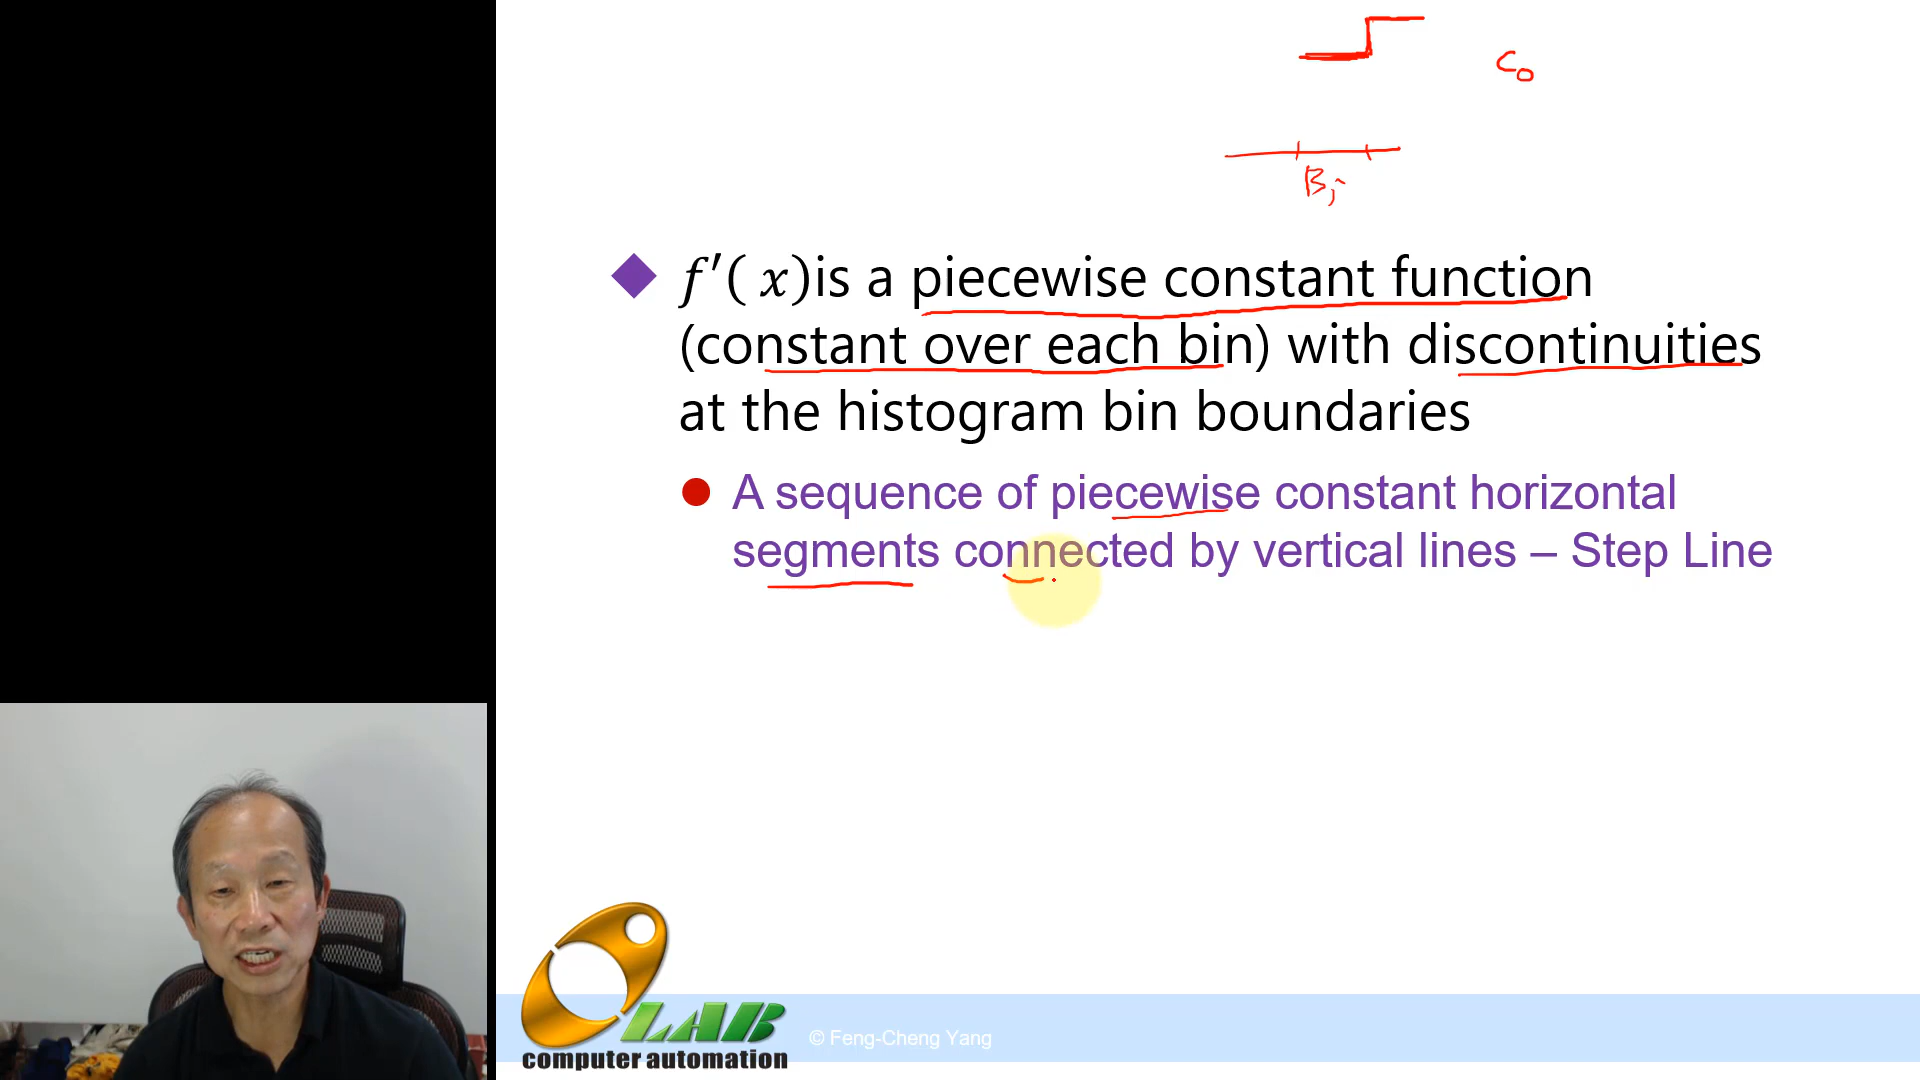 C0
Bj
f′( x)is a piecewise constant function
(constant over each bin) with discontinuities
at the histogram bin boundaries
A sequence of piecewise constant horizontal
segments connected by vertical lines – Step Line
LAB
computer automation
© Feng-Cheng Yang